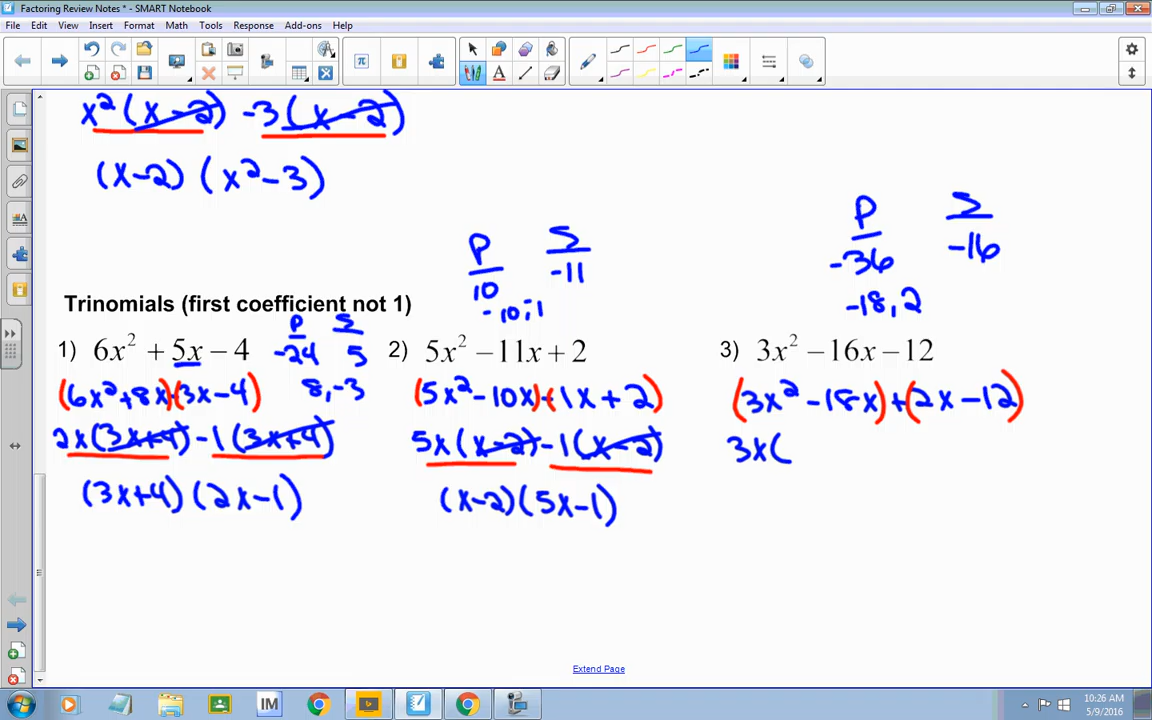 Factoring Review Notes * - SMART Notebook
File Edit View Insert Format Math Tools Response Add-ons Help
x² (x-2) -3 (x-2)
(x-2) (x²-3)
P S
10 -11
-10,-1
P S
-36 -16
-18, 2
Trinomials (first coefficient not 1)
1) 6x² + 5x − 4
P S
-24 5
8, -3
(6x²+8x)-(3x-4)
2x(3x+4) -1(3x+4)
(3x+4)(2x-1)
2) 5x² − 11x + 2
(5x²-10x)-(1x+2)
5x(x-2) -1(x-2)
(x-2)(5x-1)
3) 3x² − 16x − 12
(3x²-18x)+(2x-12)
3x(
Extend Page
IM
10:26 AM
5/9/2016